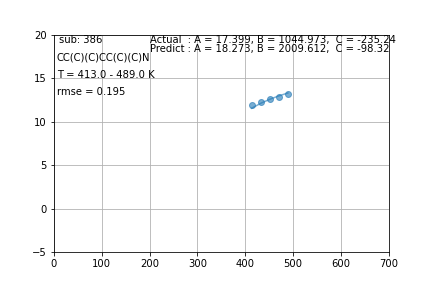 sub: 386
Actual : A = 17.399, B = 1044.973, C = -235.24
Predict : A = 18.273, B = 2009.612, C = -98.32
CC(C)(C)CC(C)(C)N
T = 413.0 - 489.0 K
rmse = 0.195
20
15
10
5
0
−5
0 100 200 300 400 500 600 700